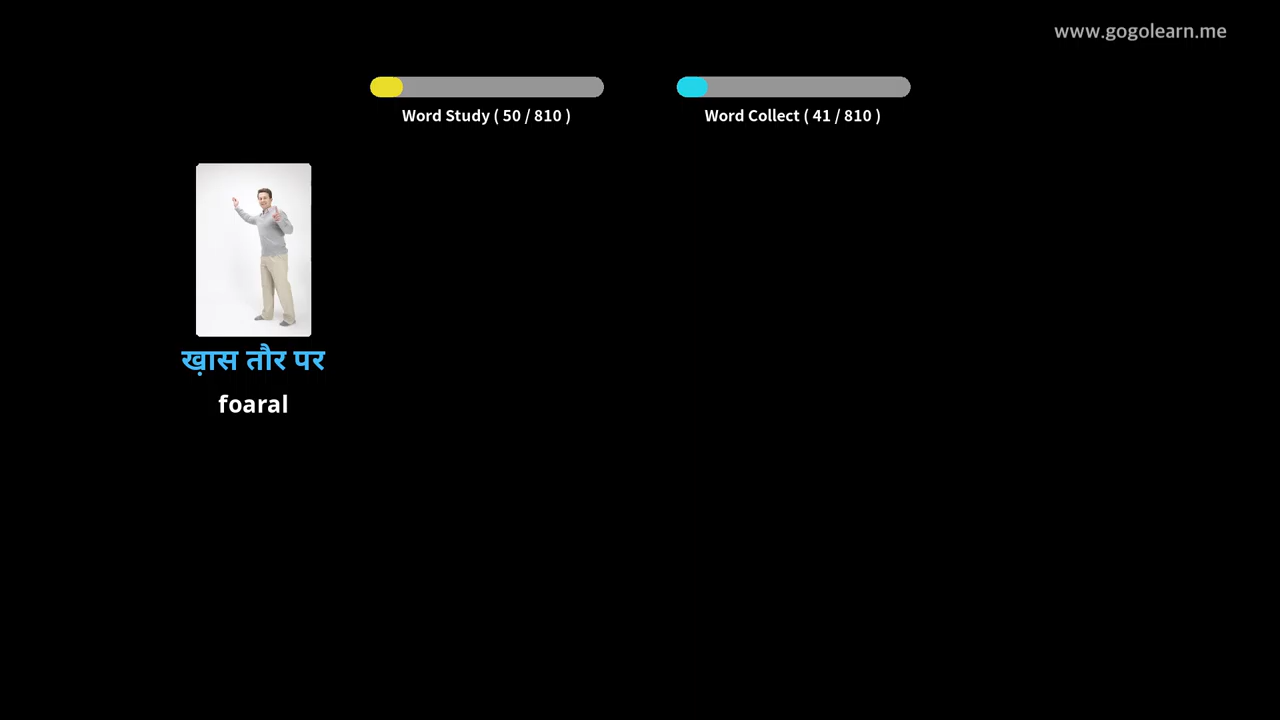 www.gogolearn.me
Word Study ( 50 / 810 )
Word Collect ( 41 / 810 )
ख़ास तौर पर
foaral